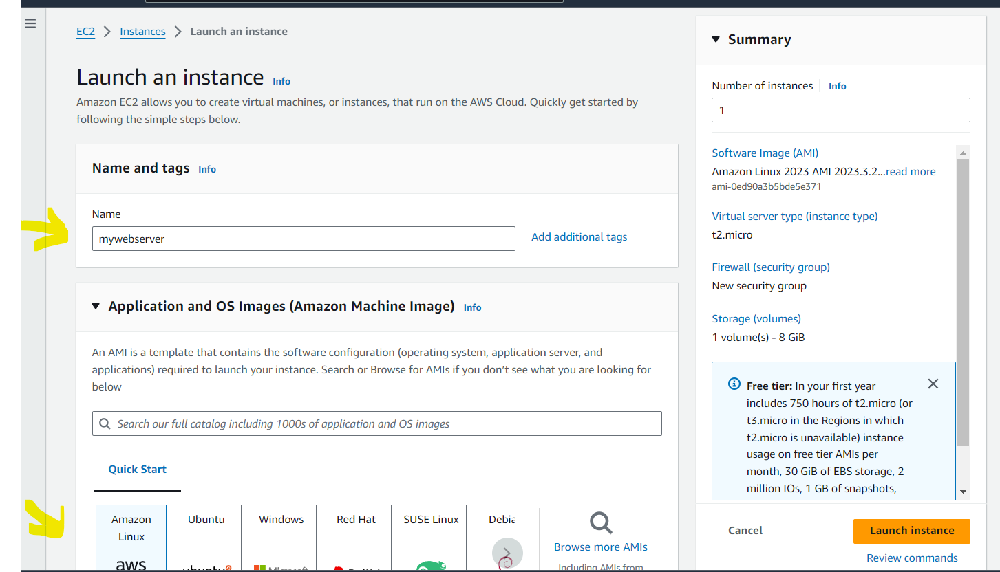 EC2 > Instances > Launch an instance
Launch an instance Info
Amazon EC2 allows you to create virtual machines, or instances, that run on the AWS Cloud. Quickly get started by
following the simple steps below.
Name and tags Info
Name
mywebserver
Add additional tags
Application and OS Images (Amazon Machine Image) Info
An AMI is a template that contains the software configuration (operating system, application server, and
applications) required to launch your instance. Search or Browse for AMIs if you don’t see what you are looking for
below
Search our full catalog including 1000s of application and OS images
Quick Start
Amazon
Linux
aws
Ubuntu
ubuntu
Windows
Microsoft
Red Hat
SUSE Linux
Debia
Browse more AMIs
Including AMIs from
Summary
Number of instances Info
1
Software Image (AMI)
Amazon Linux 2023 AMI 2023.3.2...read more
ami-0ed90a3b5bde5e371
Virtual server type (instance type)
t2.micro
Firewall (security group)
New security group
Storage (volumes)
1 volume(s) - 8 GiB
Free tier: In your first year
includes 750 hours of t2.micro (or
t3.micro in the Regions in which
t2.micro is unavailable) instance
usage on free tier AMIs per
month, 30 GiB of EBS storage, 2
million IOs, 1 GB of snapshots,
Cancel
Launch instance
Review commands